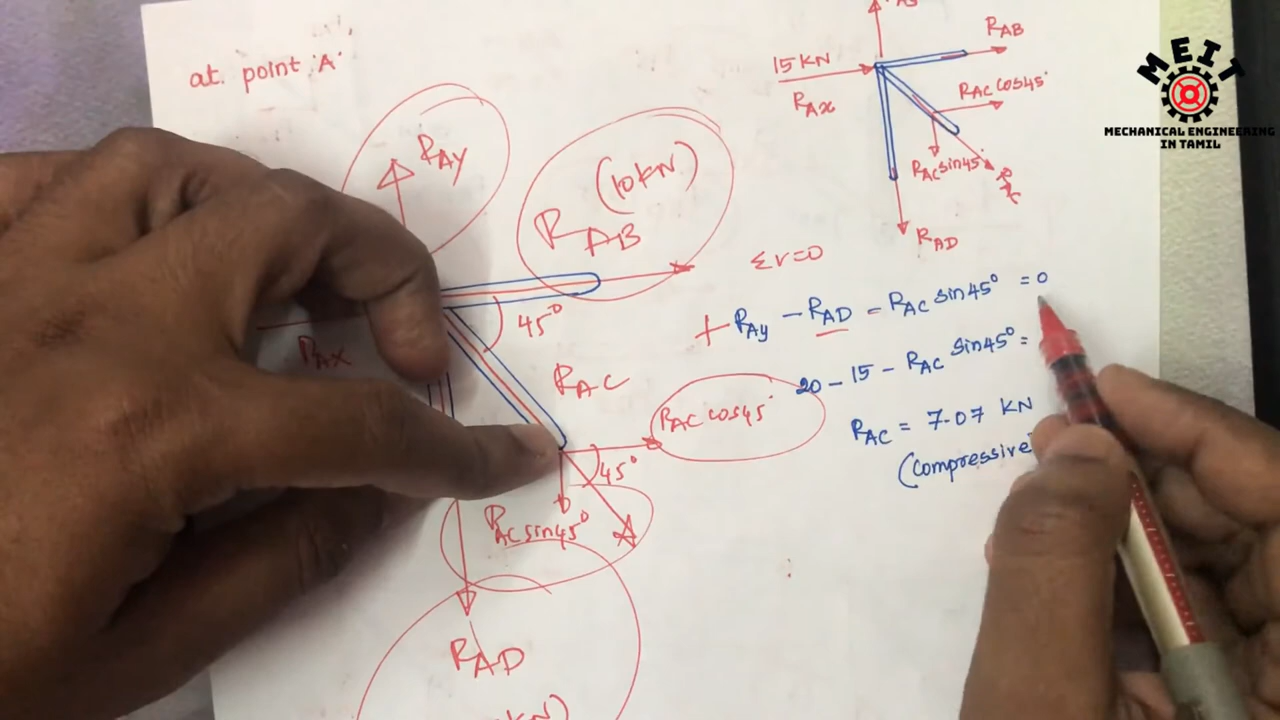 at. point 'A'
RAY
(10KN)
RAB
45°
RAX
RAC
RAC cos45°
45°
RAC sin45°
RAD
15 KN
RAX
RAB
RAC cos45°
RAC sin45°
RAD
Σv=0
+ RAy - RAD - RAC sin45° = 0
20 - 15 - RAC sin45° =
RAC = 7.07 KN
(compressive
MEIT
MECHANICAL ENGINEERING
IN TAMIL